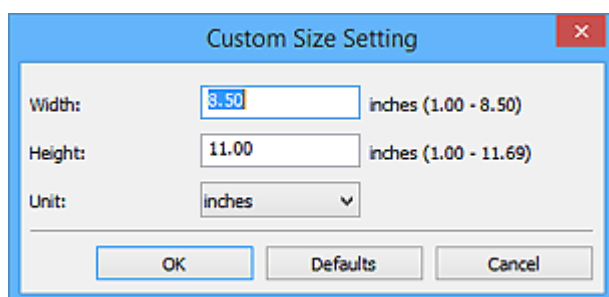 Custom Size Setting
Width: 8.50 inches (1.00 - 8.50)
Height: 11.00 inches (1.00 - 11.69)
Unit: inches
OK Defaults Cancel